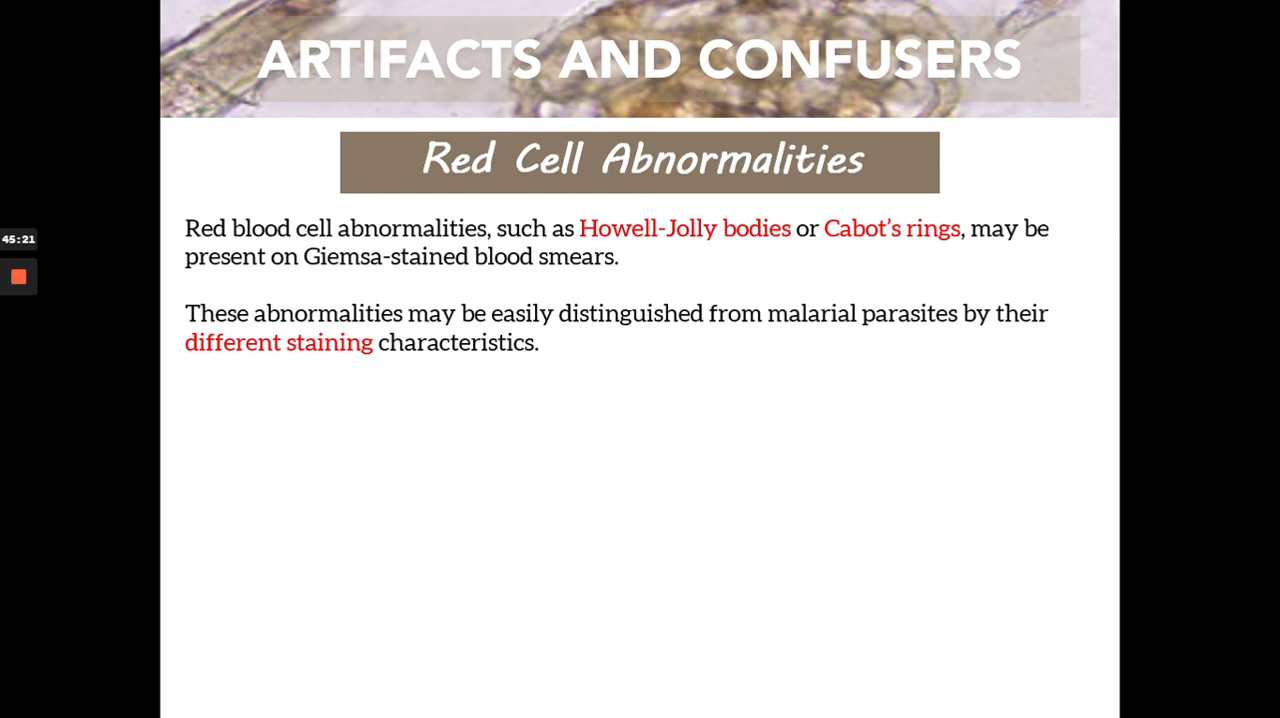 ARTIFACTS AND CONFUSERS
Red Cell Abnormalities
Red blood cell abnormalities, such as Howell-Jolly bodies or Cabot’s rings, may be
present on Giemsa-stained blood smears.
45:21
These abnormalities may be easily distinguished from malarial parasites by their
different staining characteristics.